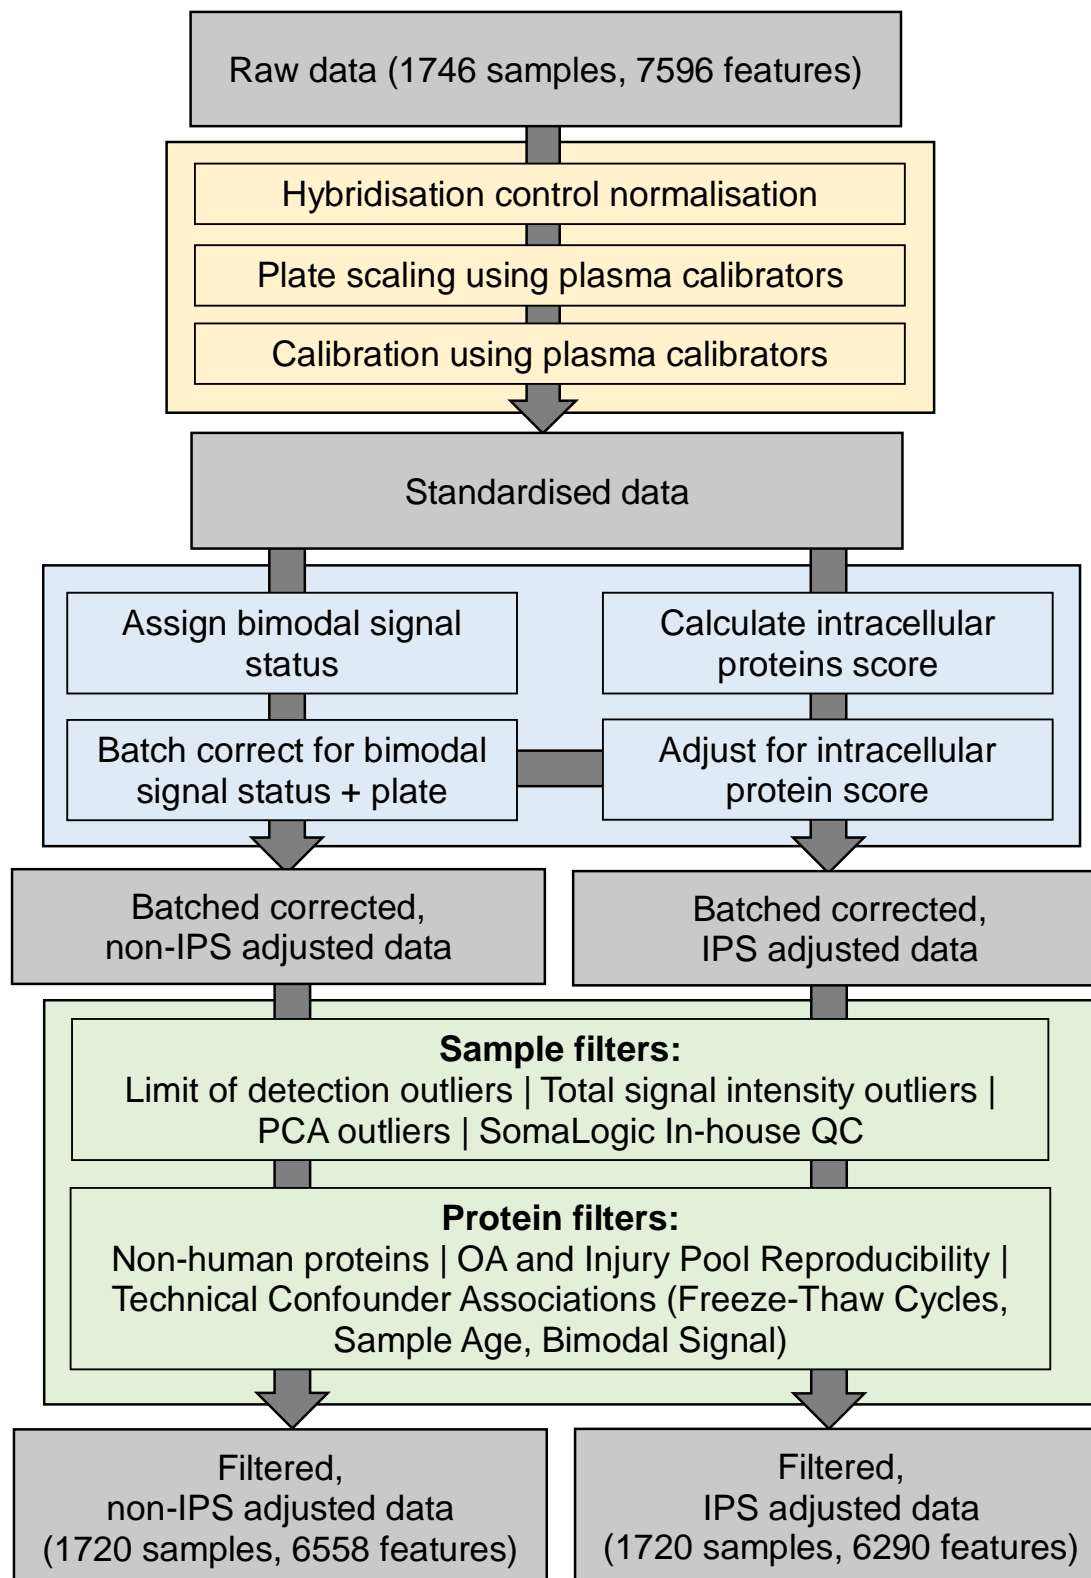 Raw data (1746 samples, 7596 features)
Hybridisation control normalisation
Plate scaling using plasma calibrators
Calibration using plasma calibrators
Standardised data
Assign bimodal signal
status
Calculate intracellular
proteins score
Batch correct for bimodal
signal status + plate
Adjust for intracellular
protein score
Batched corrected,
non-IPS adjusted data
Batched corrected,
IPS adjusted data
Sample filters:
Limit of detection outliers | Total signal intensity outliers |
PCA outliers | SomaLogic In-house QC
Protein filters:
Non-human proteins | OA and Injury Pool Reproducibility |
Technical Confounder Associations (Freeze-Thaw Cycles,
Sample Age, Bimodal Signal)
Filtered,
non-IPS adjusted data
(1720 samples, 6558 features)
Filtered,
IPS adjusted data
(1720 samples, 6290 features)